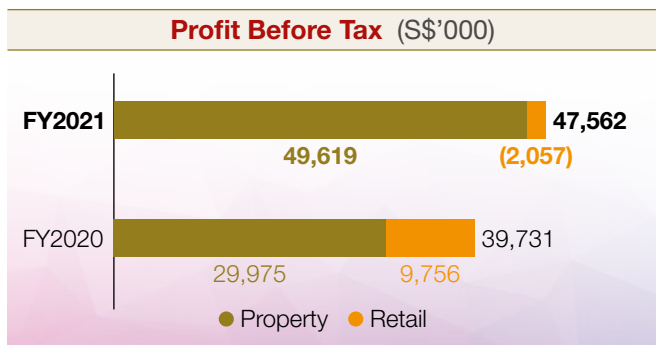 Profit Before Tax (S$’000)
FY2021 47,562
49,619 (2,057)
FY2020 39,731
29,975 9,756
Property Retail